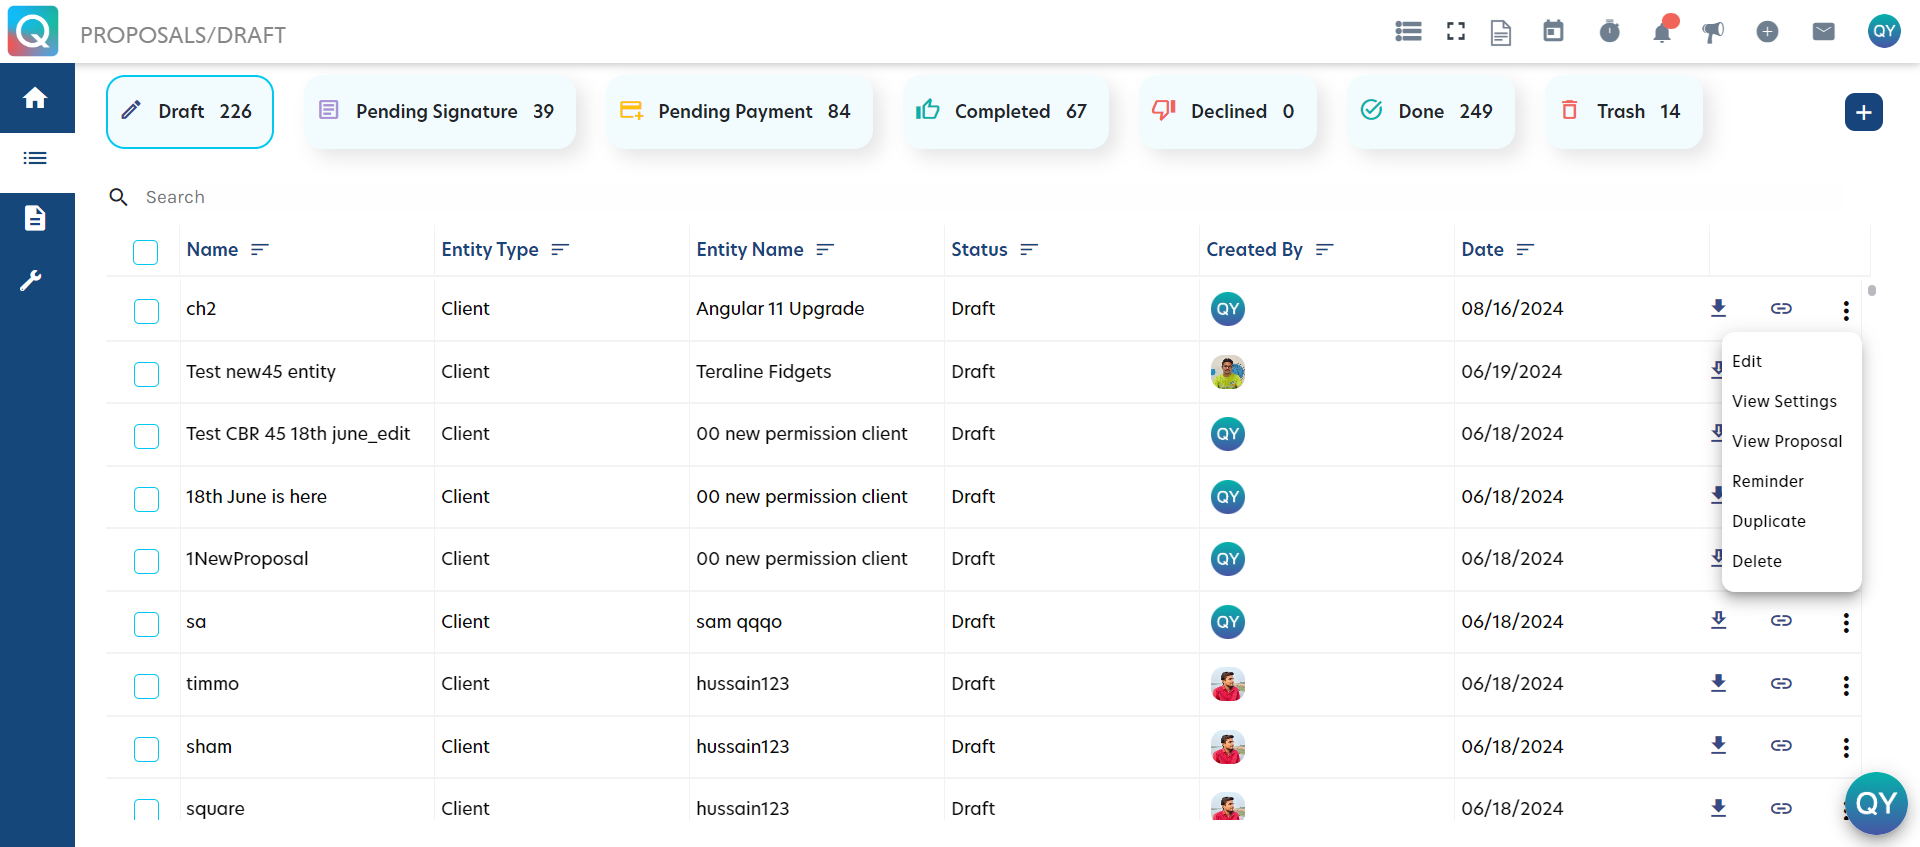 Q PROPOSALS/DRAFT QY
Draft 226 Pending Signature 39 Pending Payment 84 Completed 67 Declined 0 Done 249 Trash 14 +
Search
Name Entity Type Entity Name Status Created By Date
ch2 Client Angular 11 Upgrade Draft QY 08/16/2024
Test new45 entity Client Teraline Fidgets Draft 06/19/2024
Test CBR 45 18th june_edit Client 00 new permission client Draft QY 06/18/2024
18th June is here Client 00 new permission client Draft QY 06/18/2024
1NewProposal Client 00 new permission client Draft QY 06/18/2024
sa Client sam qqqo Draft QY 06/18/2024
timmo Client hussain123 Draft 06/18/2024
sham Client hussain123 Draft 06/18/2024
square Client hussain123 Draft 06/18/2024
Edit
View Settings
View Proposal
Reminder
Duplicate
Delete
QY